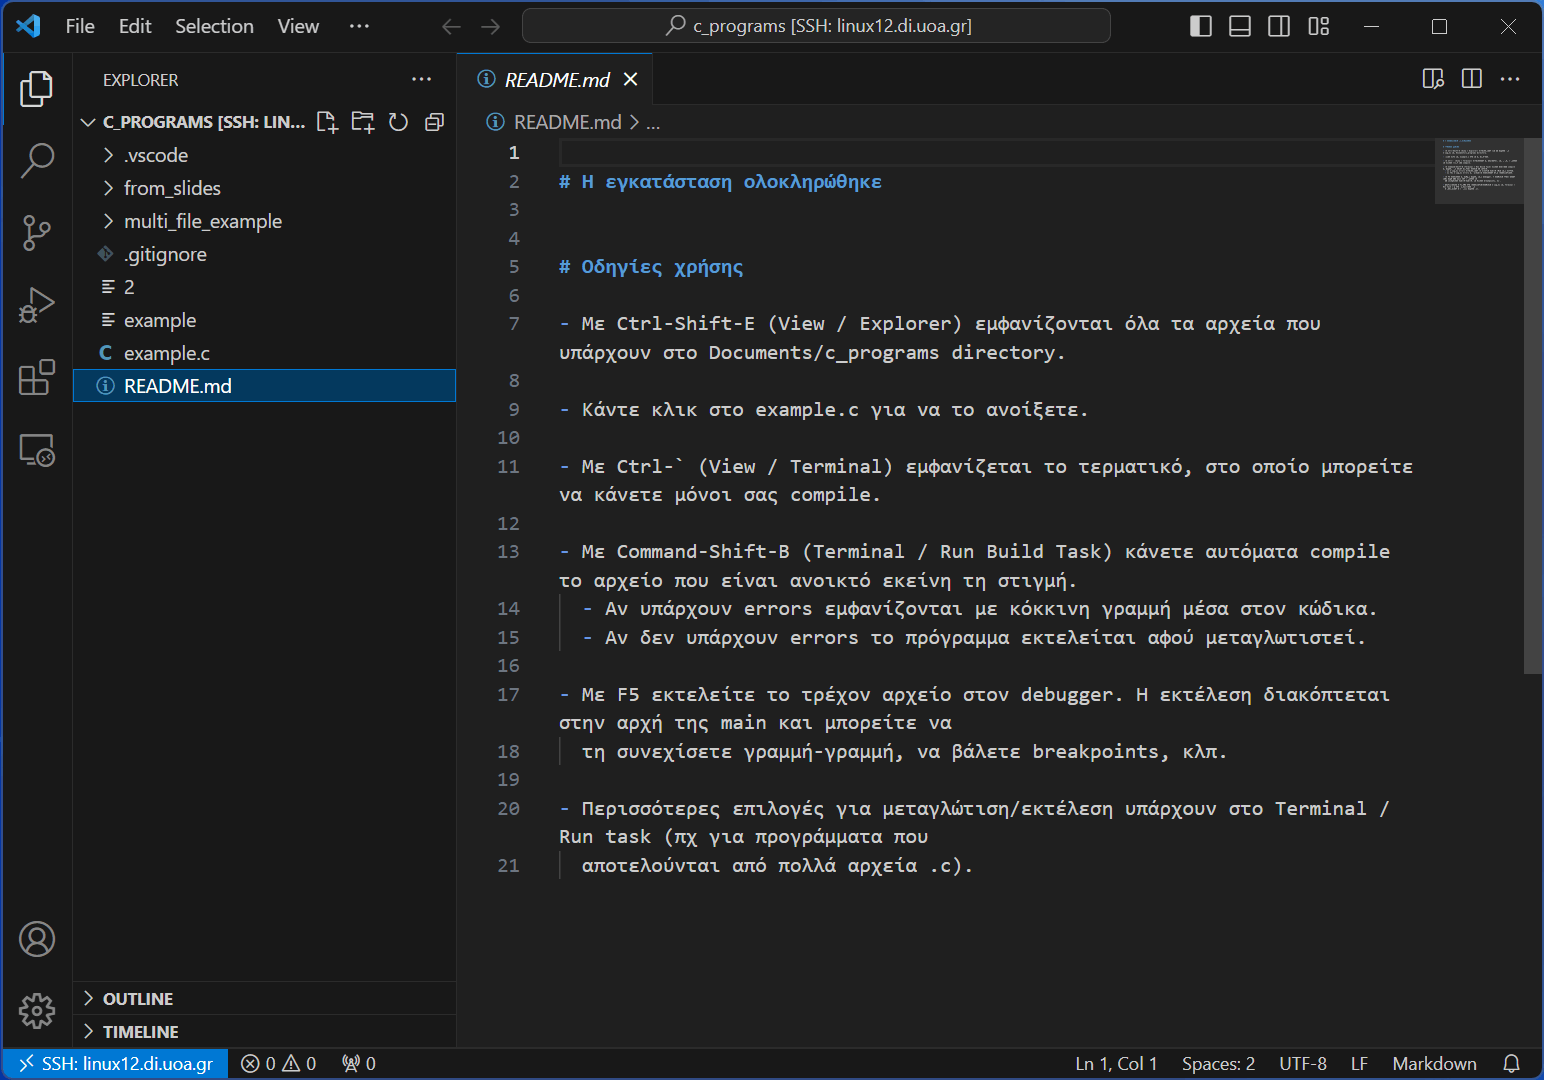 File Edit Selection View ···
c_programs [SSH: linux12.di.uoa.gr]
EXPLORER
C_PROGRAMS [SSH: LIN...
.vscode
from_slides
multi_file_example
.gitignore
2
example
C example.c
README.md
OUTLINE
TIMELINE
README.md
README.md > ...
1
2 # Η εγκατάσταση ολοκληρώθηκε
3
4
5 # Οδηγίες χρήσης
6
7 - Με Ctrl-Shift-E (View / Explorer) εμφανίζονται όλα τα αρχεία που
υπάρχουν στο Documents/c_programs directory.
8
9 - Κάντε κλικ στο example.c για να το ανοίξετε.
10
11 - Με Ctrl-` (View / Terminal) εμφανίζεται το τερματικό, στο οποίο μπορείτε
να κάνετε μόνοι σας compile.
12
13 - Με Command-Shift-B (Terminal / Run Build Task) κάνετε αυτόματα compile
το αρχείο που είναι ανοικτό εκείνη τη στιγμή.
14 - Αν υπάρχουν errors εμφανίζονται με κόκκινη γραμμή μέσα στον κώδικα.
15 - Αν δεν υπάρχουν errors το πρόγραμμα εκτελείται αφού μεταγλωτιστεί.
16
17 - Με F5 εκτελείτε το τρέχον αρχείο στον debugger. Η εκτέλεση διακόπτεται
στην αρχή της main και μπορείτε να
18 τη συνεχίσετε γραμμή-γραμμή, να βάλετε breakpoints, κλπ.
19
20 - Περισσότερες επιλογές για μεταγλώτιση/εκτέλεση υπάρχουν στο Terminal /
Run task (πχ για προγράμματα που
21 αποτελούνται από πολλά αρχεία .c).
SSH: linux12.di.uoa.gr 0 0 0 Ln 1, Col 1 Spaces: 2 UTF-8 LF Markdown